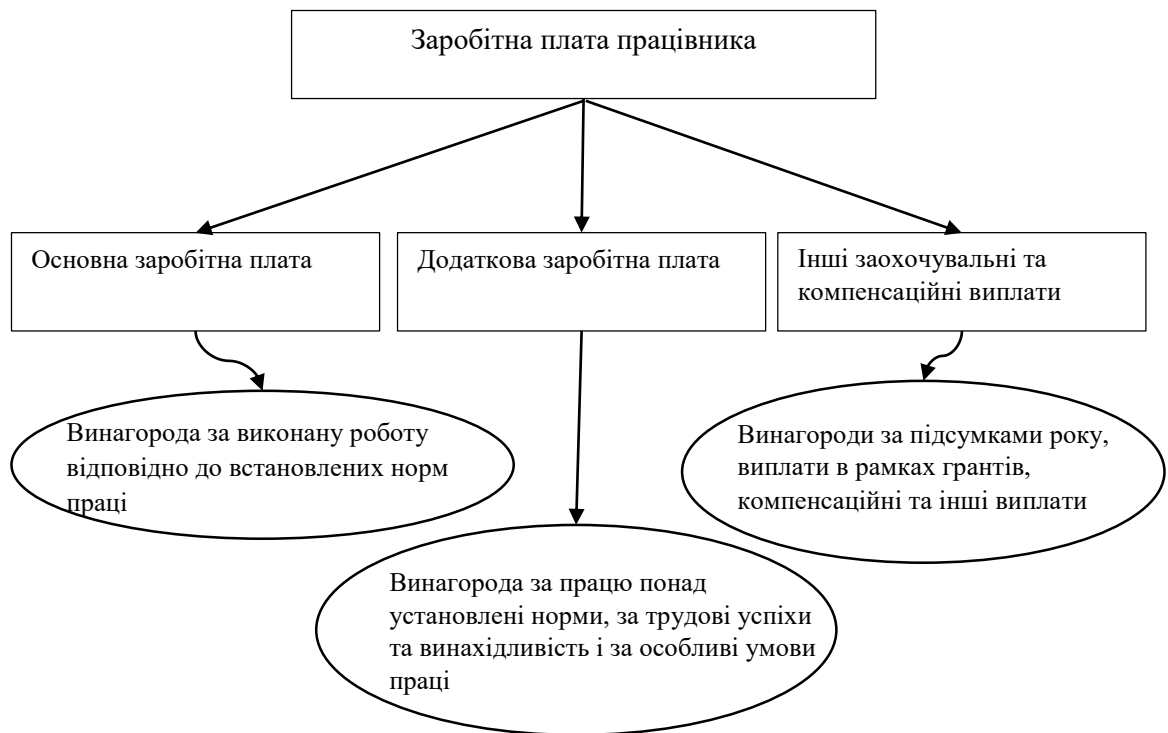 Заробітна плата працівника
Основна заробітна плата
Додаткова заробітна плата
Інші заохочувальні та
компенсаційні виплати
Винагорода за виконану роботу
відповідно до встановлених норм
праці
Винагороди за підсумками року,
виплати в рамках грантів,
компенсаційні та інші виплати
Винагорода за працю понад
установлені норми, за трудові успіхи
та винахідливість і за особливі умови
праці